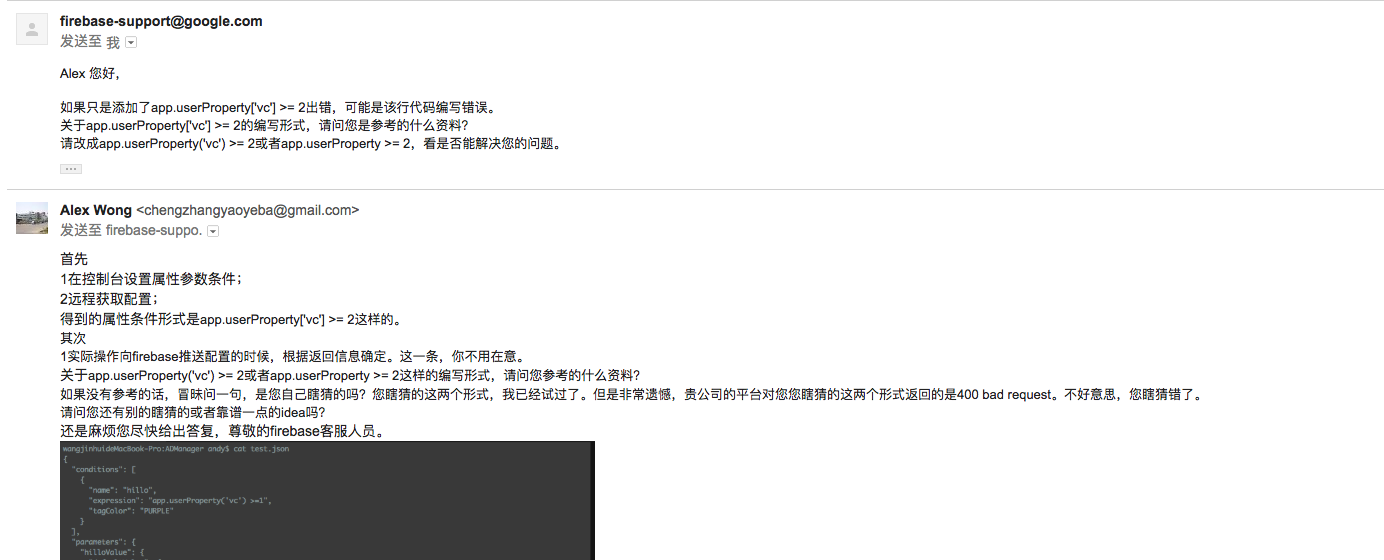 firebase-support@google.com
发送至 我
Alex 您好，
如果只是添加了app.userProperty['vc'] >= 2出错，可能是该行代码编写错误。
关于app.userProperty['vc'] >= 2的编写形式，请问您是参考的什么资料？
请改成app.userProperty('vc') >= 2或者app.userProperty >= 2，看是否能解决您的问题。
Alex Wong <chengzhangyaoyeba@gmail.com>
发送至 firebase-suppo.
首先
1在控制台设置属性参数条件；
2远程获取配置；
得到的属性条件形式是app.userProperty['vc'] >= 2这样的。
其次
1实际操作向firebase推送配置的时候，根据返回信息确定。这一条，你不用在意。
关于app.userProperty('vc') >= 2或者app.userProperty >= 2这样的编写形式，请问您参考的什么资料？
如果没有参考的话，冒昧问一句，是您自己瞎猜的吗？您瞎猜的这两个形式，我已经试过了。但是非常遗憾，贵公司的平台对您您瞎猜的这两个形式返回的是400 bad request。不好意思，您瞎猜错了。
请问您还有别的瞎猜的或者靠谱一点的idea吗？
还是麻烦您尽快给出答复，尊敬的firebase客服人员。
wangjinhuideMacBook-Pro:ADManager andy$ cat test.json
{
"conditions": [
{
"name": "hillo",
"expression": "app.userProperty('vc') >=1",
"tagColor": "PURPLE"
}
],
"parameters": {
"hilloValue": {